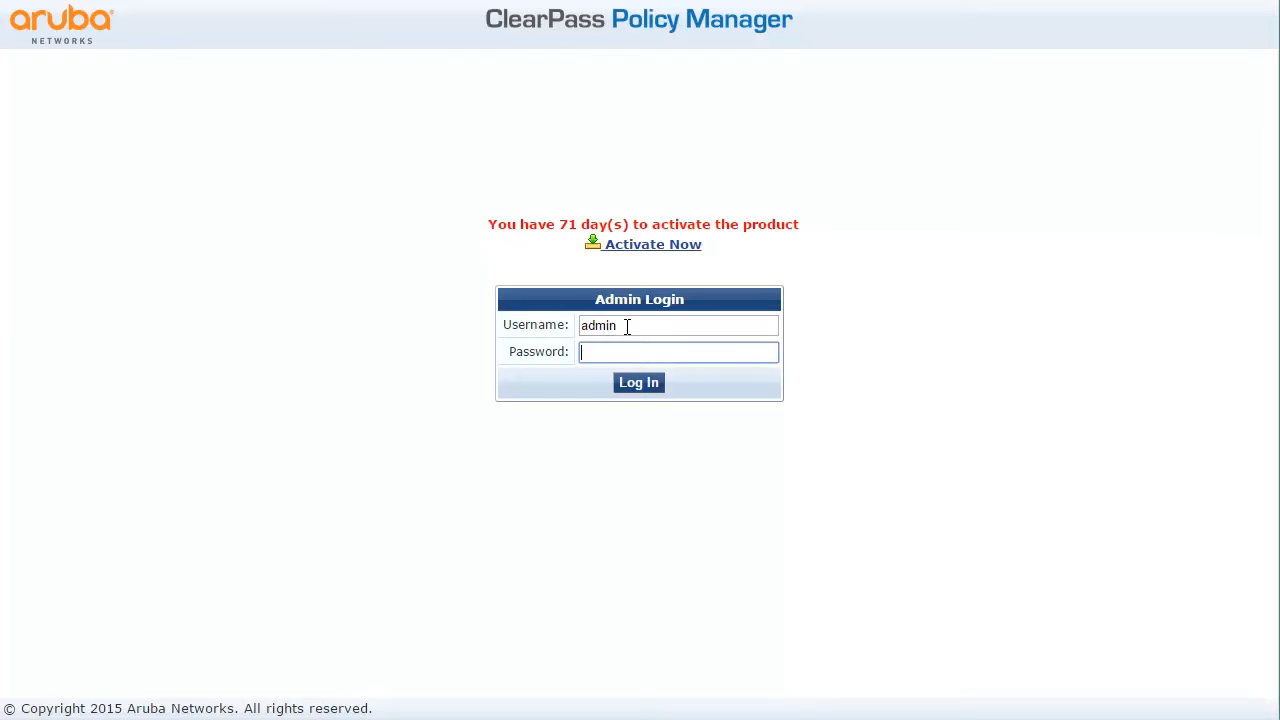 aruba
NETWORKS
ClearPass Policy Manager
You have 71 day(s) to activate the product
Activate Now
Admin Login
Username: admin
Password:
Log In
© Copyright 2015 Aruba Networks. All rights reserved.